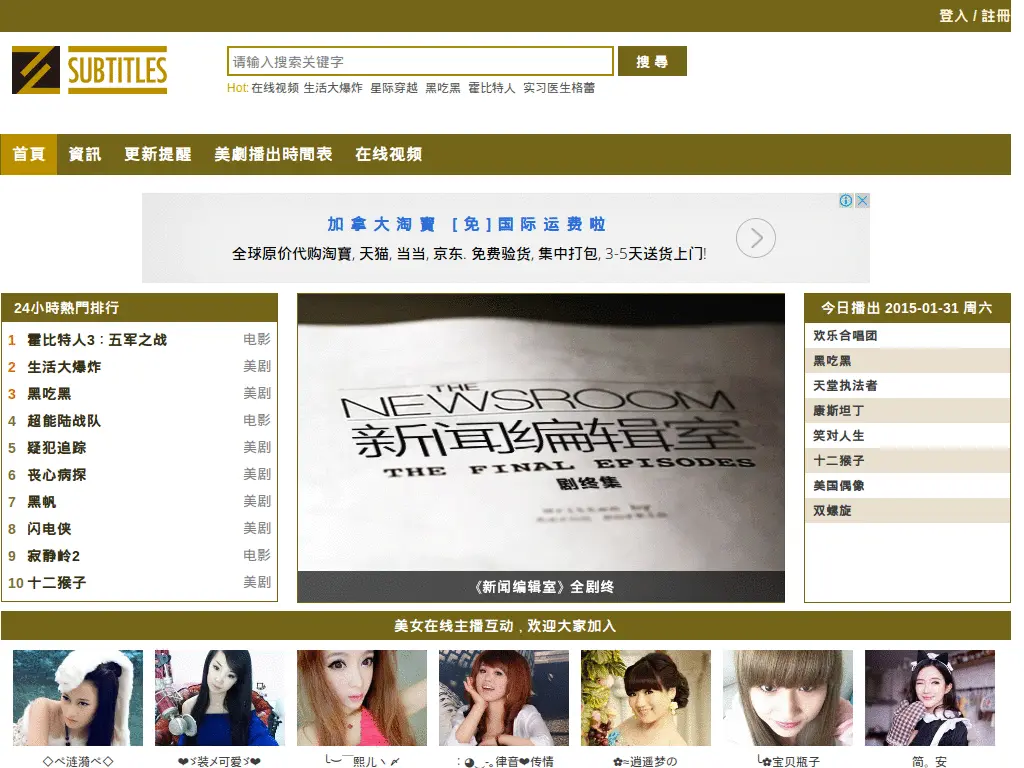 登入 / 註冊
SUBTITLES
请输入搜索关键字
搜 尋
Hot: 在线视频 生活大爆炸 星际穿越 黑吃黑 霍比特人 实习医生格蕾
首頁 資訊 更新提醒 美劇播出時間表 在线视频
加拿大淘寶 [免]国际运费啦
全球原价代购淘寶, 天猫, 当当, 京东. 免费验货, 集中打包, 3-5天送货上门!
24小時熱門排行
1 霍比特人3：五军之战 电影
2 生活大爆炸 美剧
3 黑吃黑 美剧
4 超能陆战队 电影
5 疑犯追踪 美剧
6 丧心病探 美剧
7 黑帆 美剧
8 闪电侠 美剧
9 寂静岭2 电影
10 十二猴子 美剧
THE
NEWSROOM
新闻编辑室
THE FINAL EPISODES
剧终集
Written by
Aaron Sorkin
《新闻编辑室》全剧终
今日播出 2015-01-31 周六
欢乐合唱团
黑吃黑
天堂执法者
康斯坦丁
笑对人生
十二猴子
美国偶像
双螺旋
美女在线主播互动，欢迎大家加入
◇ペ涟漪ペ◇
❤ゞ装メ可爱ゞ❤
╰︶￣熙儿ヽ〆
：◕‿-｡律音❤传情
✿≈逍遥梦の
╰✿宝贝瓶子
简。安